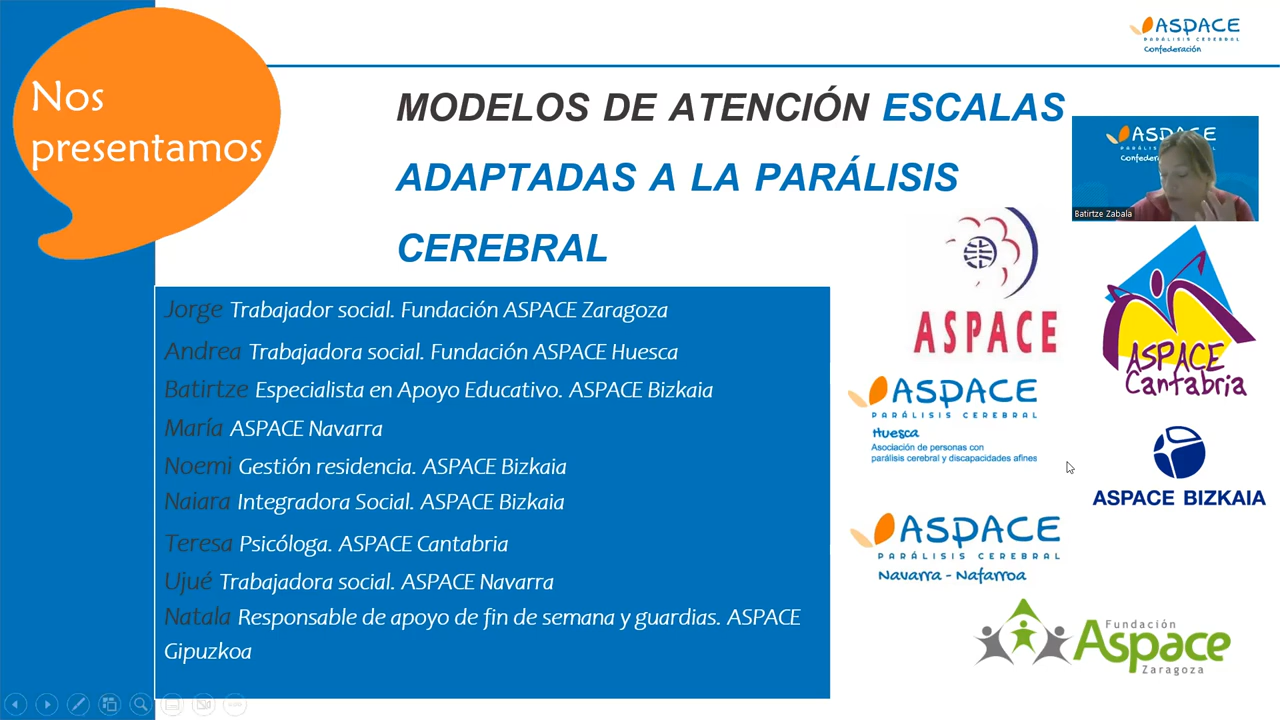 Nos
presentamos
ASPACE
PARÁLISIS CEREBRAL
Confederación
MODELOS DE ATENCIÓN ESCALAS
ADAPTADAS A LA PARÁLISIS
CEREBRAL
ASPACE
PARÁLISIS
Batirtze Zabala
Jorge Trabajador social. Fundación ASPACE Zaragoza
Andrea Trabajadora social. Fundación ASPACE Huesca
Batirtze Especialista en Apoyo Educativo. ASPACE Bizkaia
María ASPACE Navarra
Noemi Gestión residencia. ASPACE Bizkaia
Naiara Integradora Social. ASPACE Bizkaia
Teresa Psicóloga. ASPACE Cantabria
Ujué Trabajadora social. ASPACE Navarra
Natala Responsable de apoyo de fin de semana y guardias. ASPACE
Gipuzkoa
ASPACE
ASPACE
Cantabria
ASPACE
PARÁLISIS CEREBRAL
Huesca
Asociación de personas con
parálisis cerebral y discapacidades afines
ASPACE BIZKAIA
ASPACE
PARÁLISIS CEREBRAL
Navarra - Nafarroa
Fundación
Aspace
Zaragoza